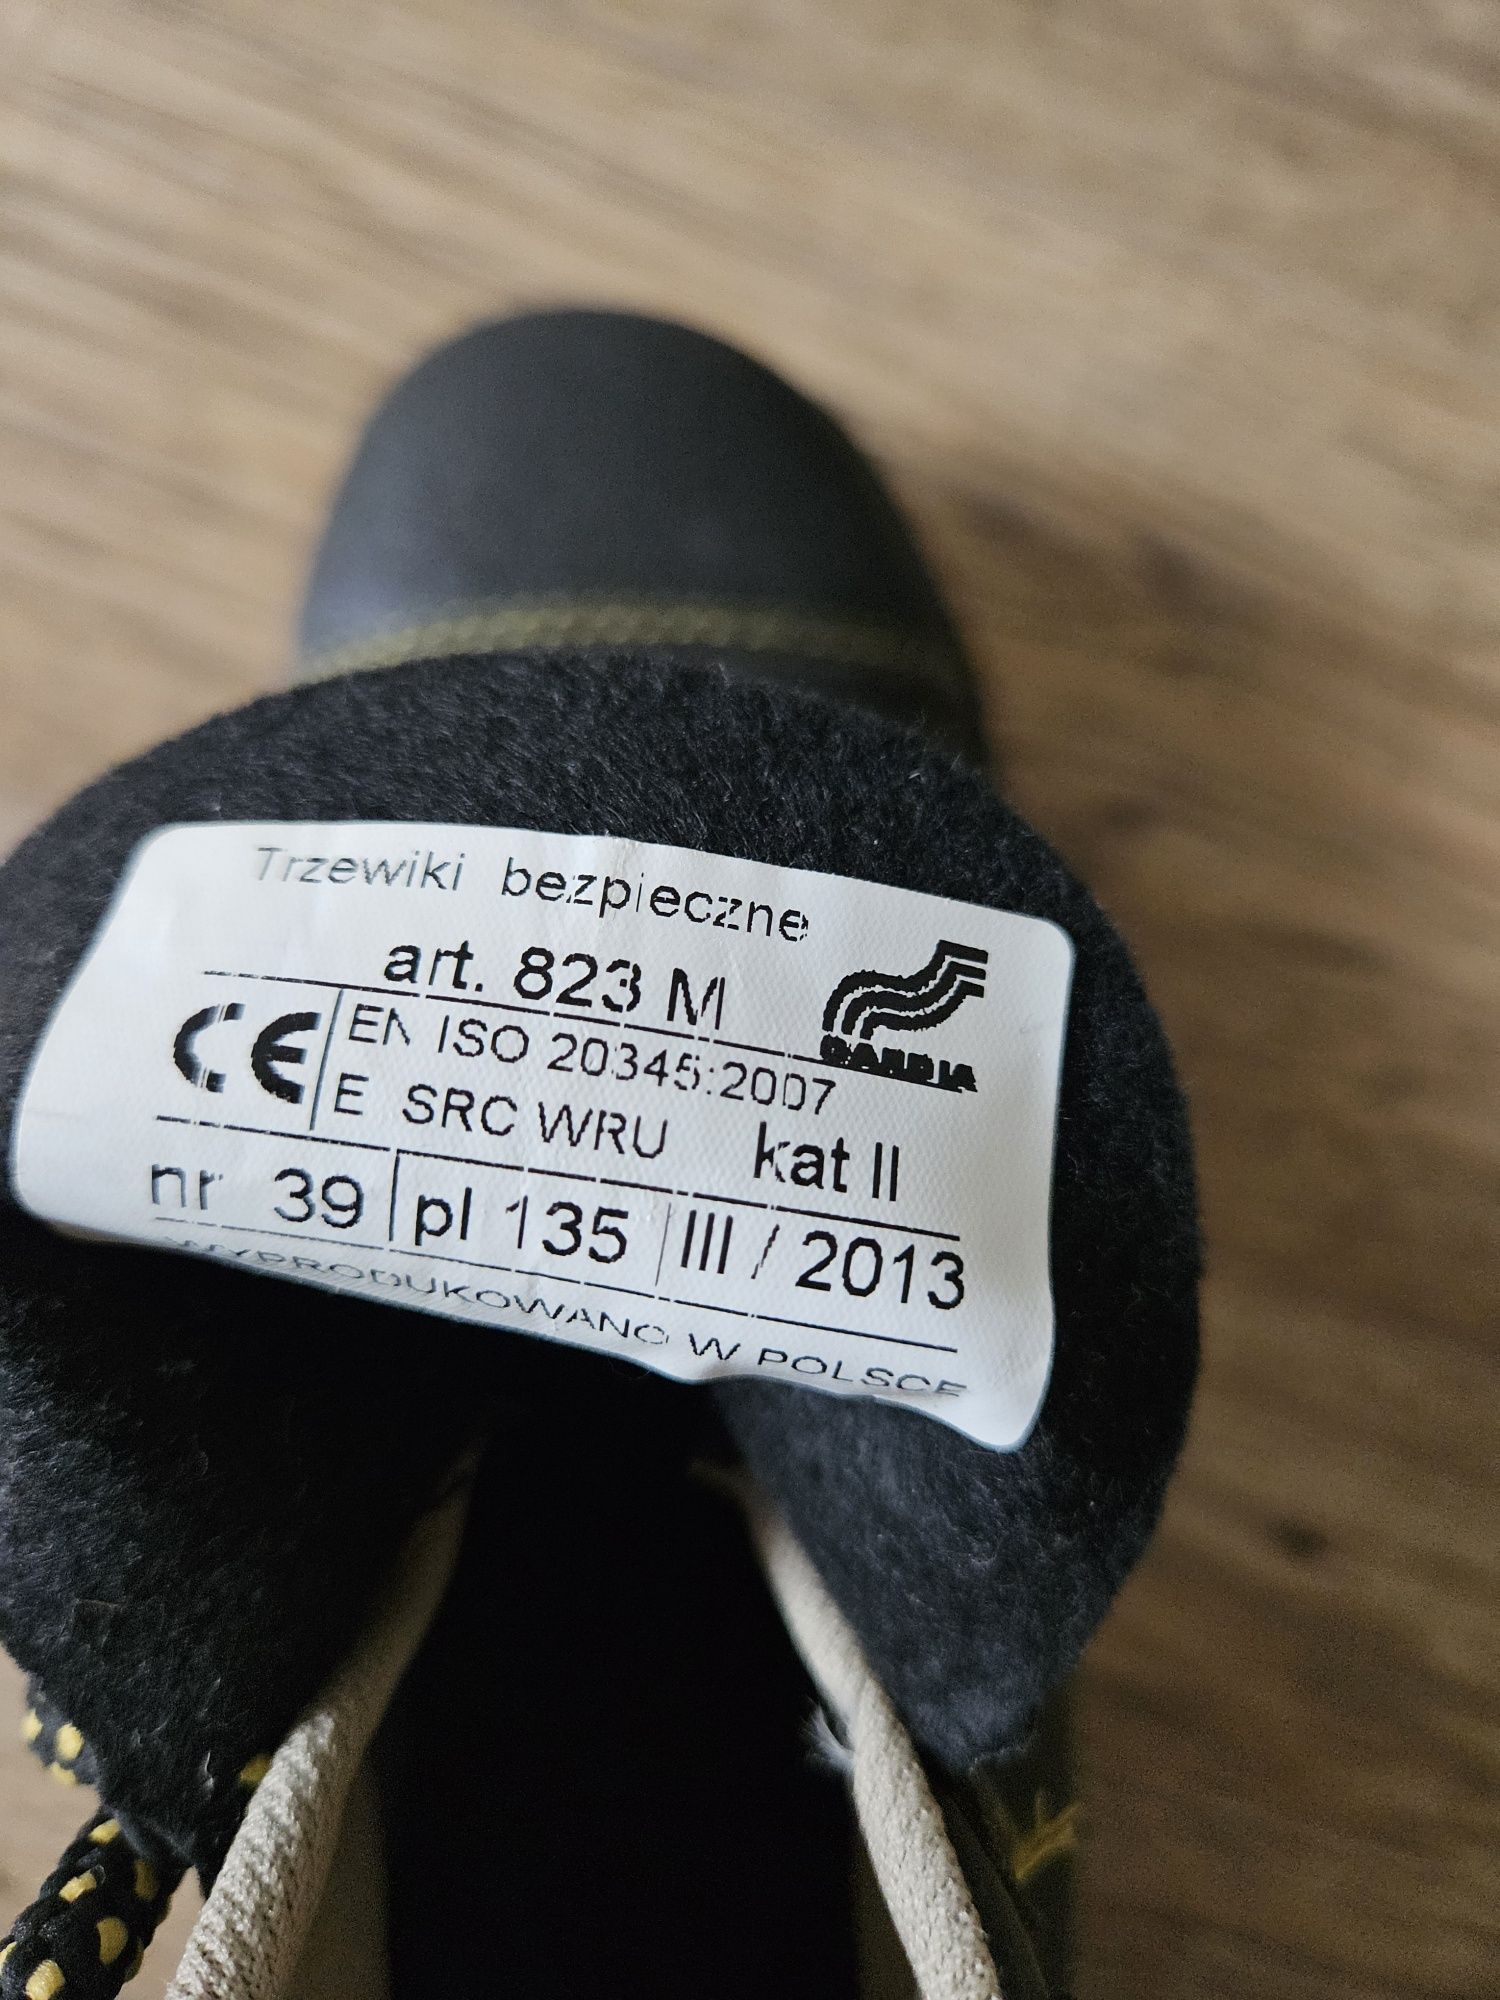 Trzewiki bezpieczne
art. 823 M
CE
EN ISO 20345:2007
E SRC WRU kat II
nr 39 pl 135 III / 2013
WYPRODUKOWANO W POLSCE